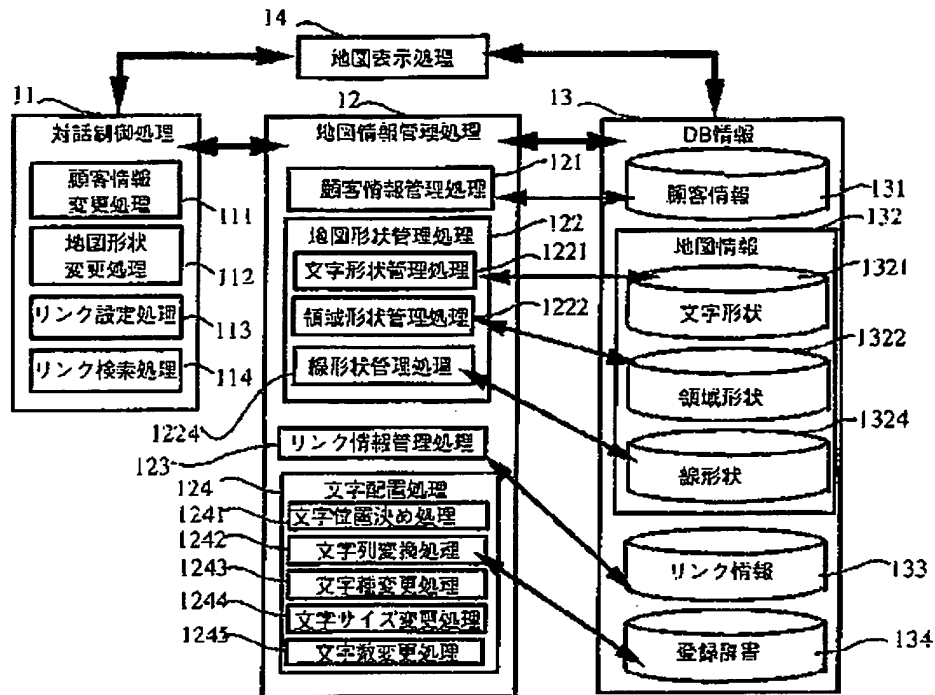 14
地図表示処理
11
対話制御処理
顧客情報
変更処理
111
地図形状
変更処理
112
リンク設定処理
113
リンク検索処理
114
12
地図情報管理処理
121
顧客情報管理処理
地図形状管理処理
122
文字形状管理処理
1221
領域形状管理処理
1222
線形状管理処理
1224
リンク情報管理処理
123
124
文字配置処理
1241
文字位置決め処理
1242
文字列変換処理
1243
文字種変更処理
1244
文字サイズ変更処理
1245
文字数変更処理
13
DB情報
顧客情報
131
132
地図情報
1321
文字形状
1322
領域形状
1324
線形状
リンク情報
133
登録辞書
134